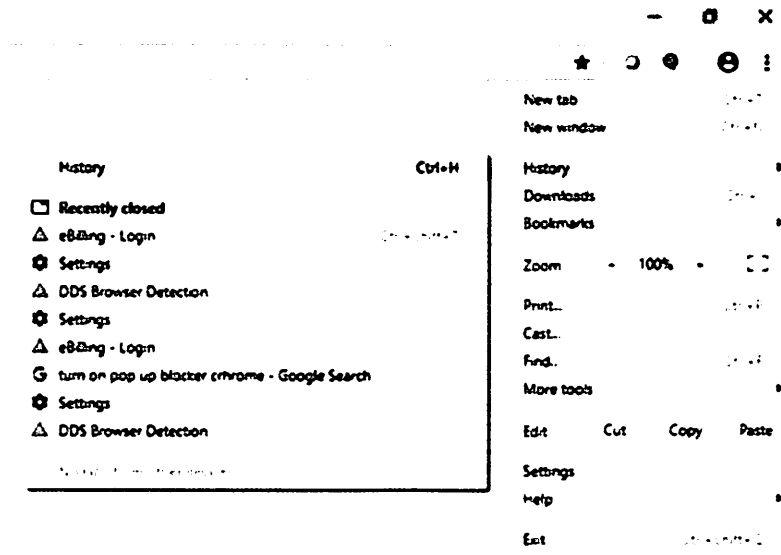 New tab
New window
History Ctrl+H
Recently closed
eBilling - Login
Settings
DDS Browser Detection
Settings
eBilling - Login
turn on pop up blocker crhrome - Google Search
Settings
DDS Browser Detection
History
Downloads
Bookmarks
Zoom - 100% -
Print...
Cast...
Find..
More tools
Edit Cut Copy Paste
Settings
Help
Exit